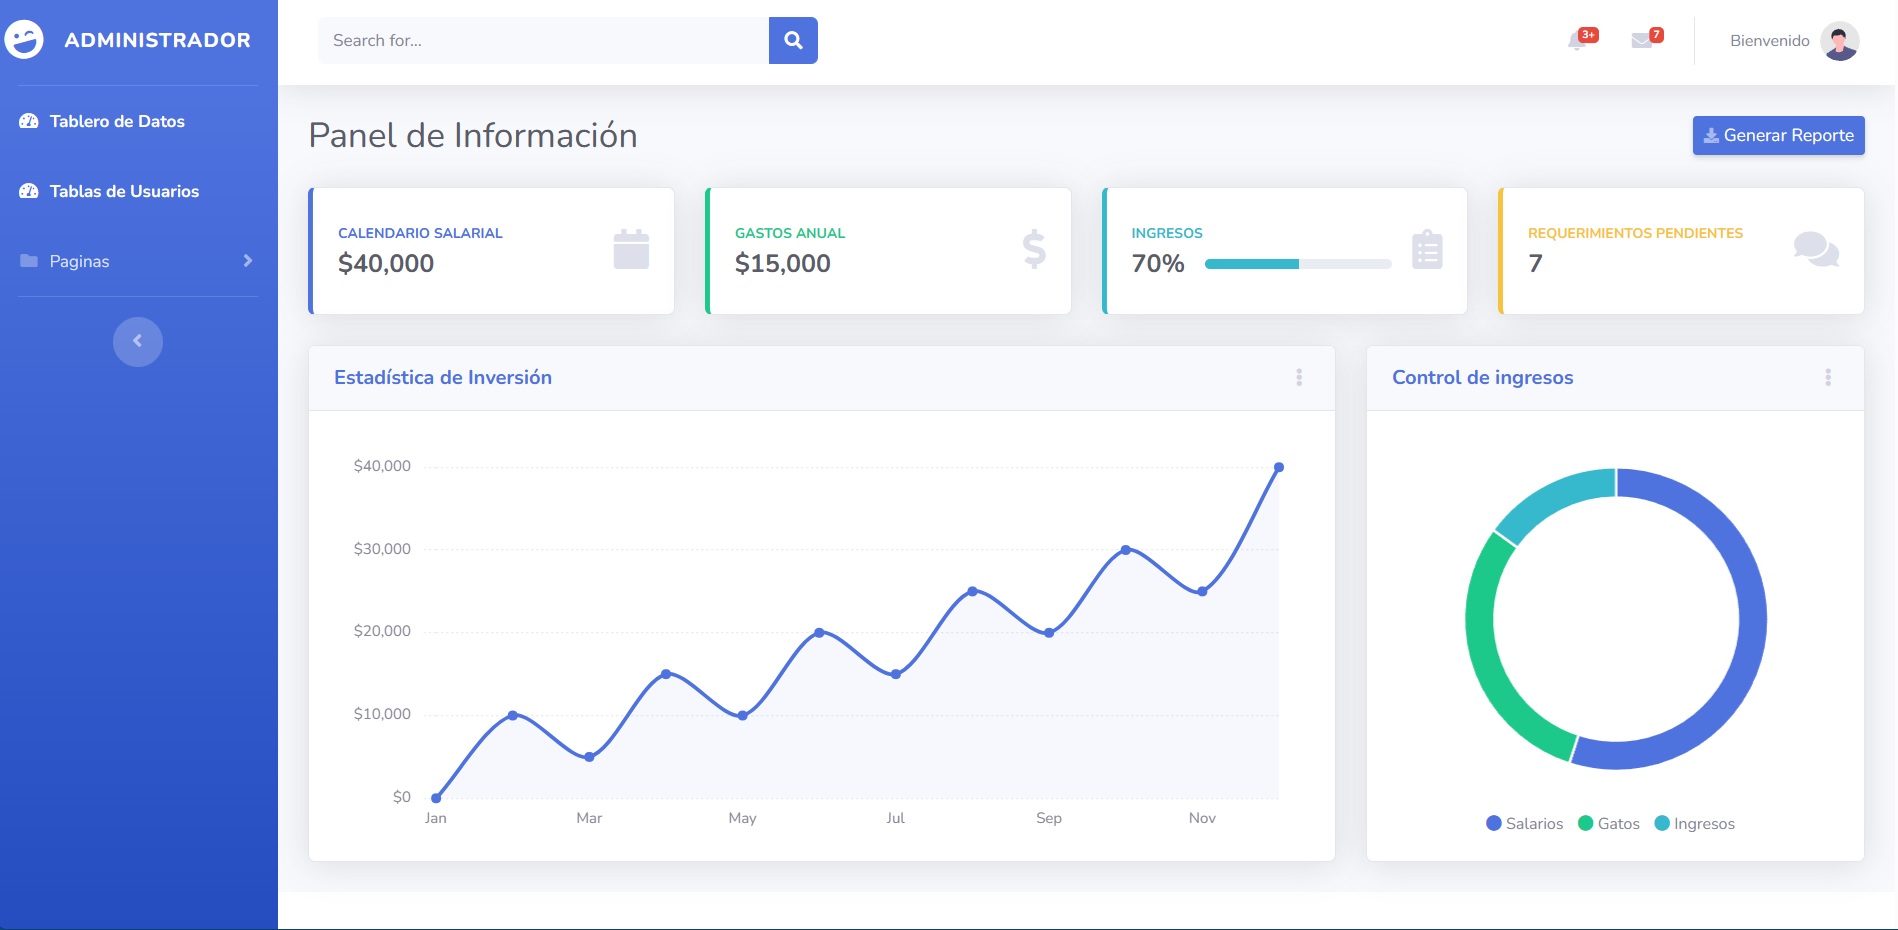 ADMINISTRADOR
Search for...
3+
7
Bienvenido
Tablero de Datos
Tablas de Usuarios
Paginas
Panel de Información
Generar Reporte
CALENDARIO SALARIAL
$40,000
GASTOS ANUAL
$15,000
INGRESOS
70%
REQUERIMIENTOS PENDIENTES
7
Estadística de Inversión
$40,000
$30,000
$20,000
$10,000
$0
Jan Mar May Jul Sep Nov
Control de ingresos
Salarios Gatos Ingresos